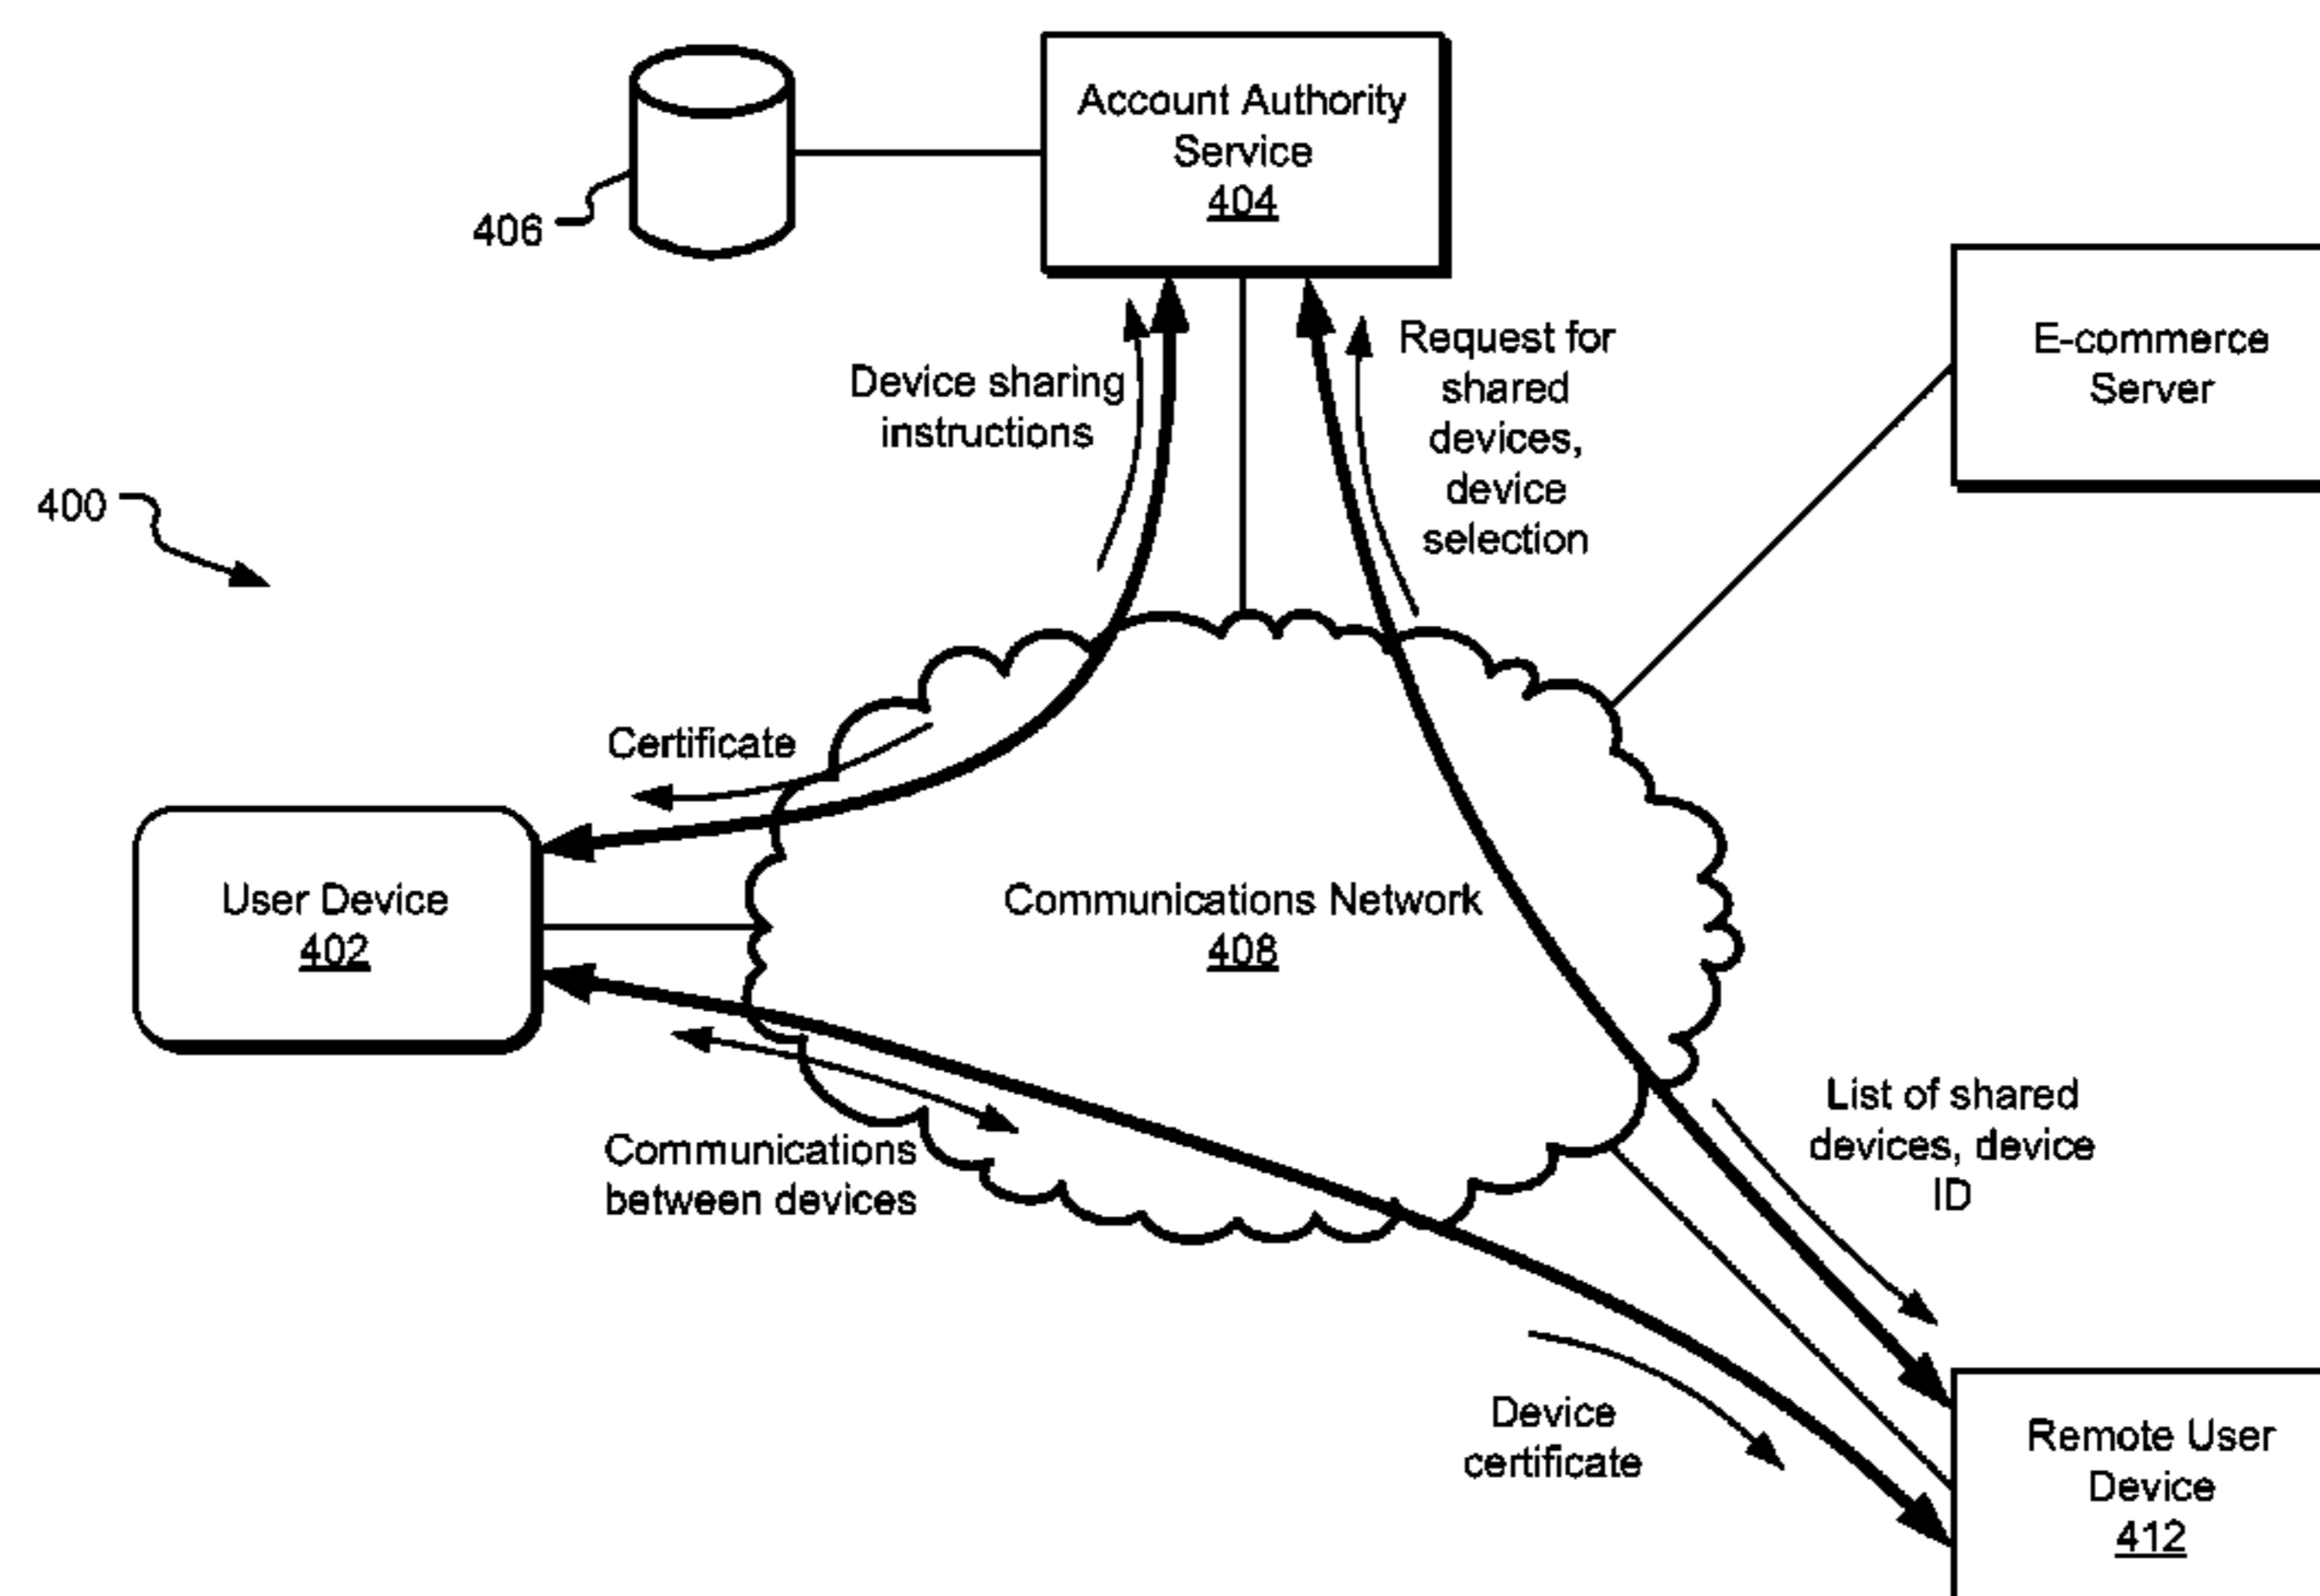 Account Authority
Service
404
406
E-commerce
Server
Request for
shared
devices,
device
selection
Device sharing
instructions
400
Certificate
User Device
402
Communications Network
408
List of shared
devices, device
ID
Communications
between devices
Device
certificate
Remote User
Device
412